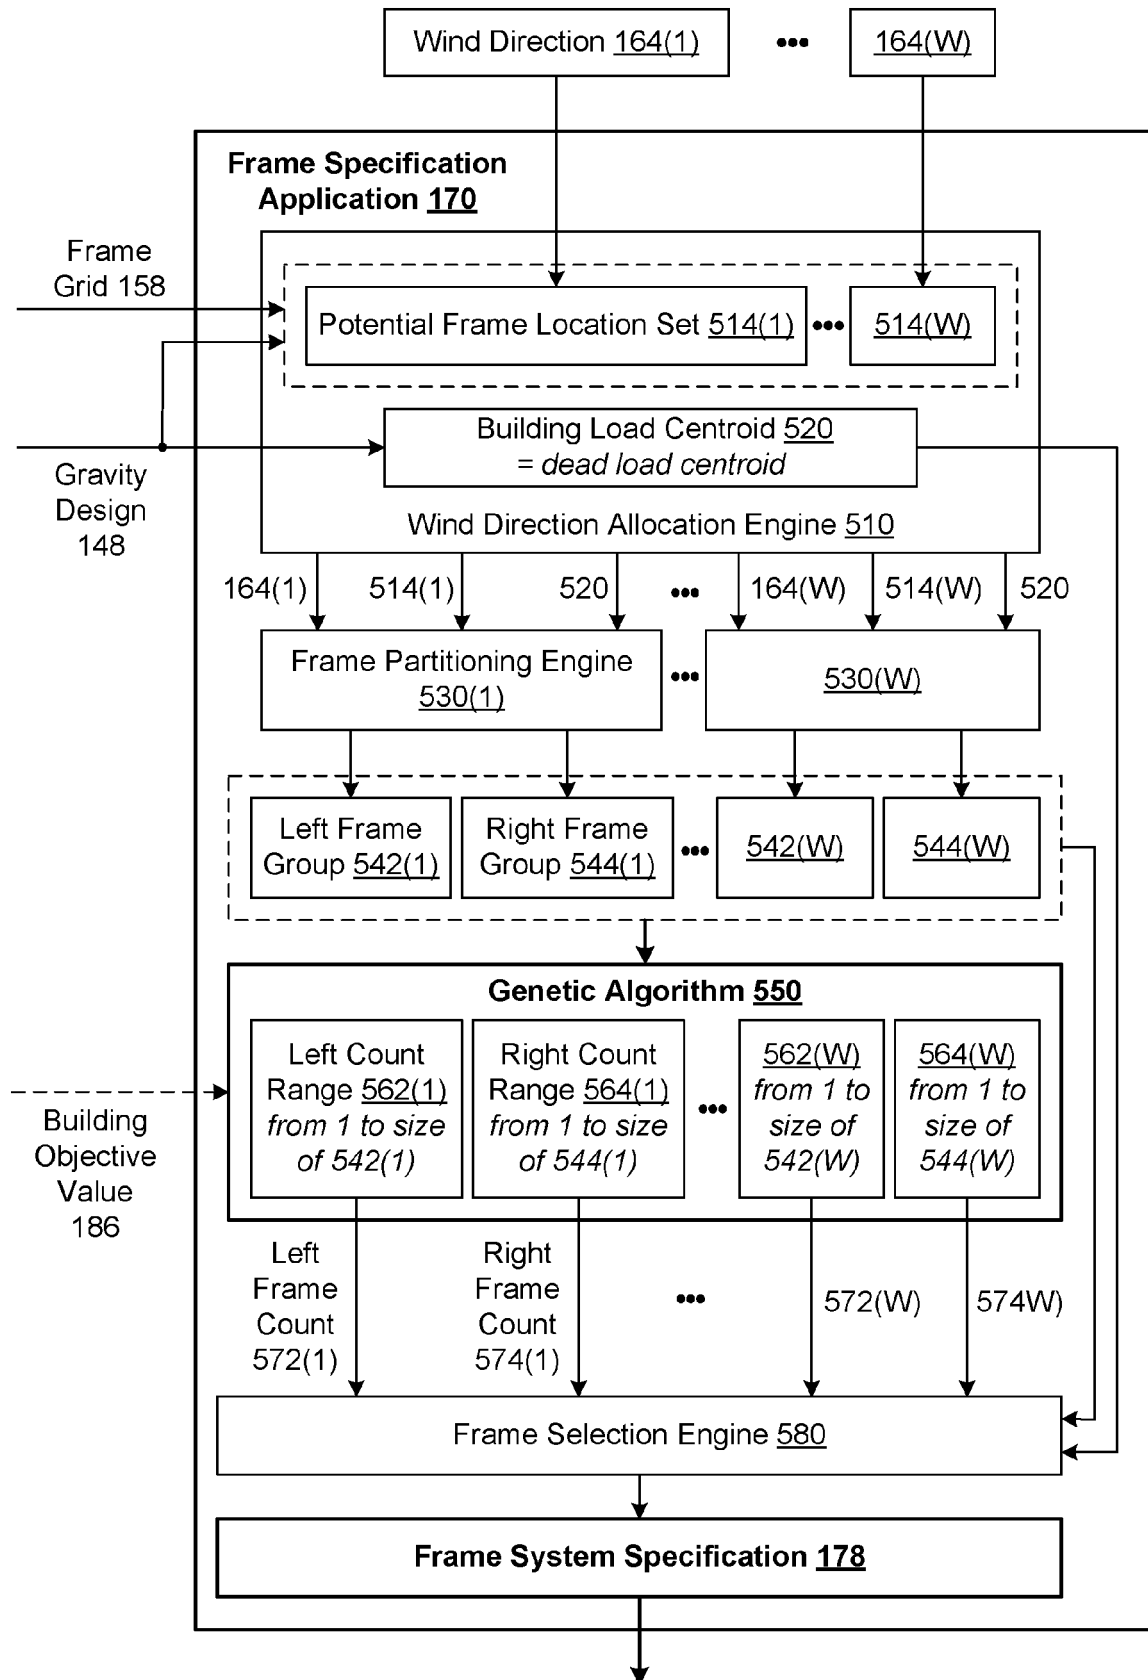 Wind Direction 164(1)
•••
164(W)
Frame Specification
Application 170
Frame
Grid 158
Potential Frame Location Set 514(1)
•••
514(W)
Building Load Centroid 520
= dead load centroid
Gravity
Design
148
Wind Direction Allocation Engine 510
164(1)
514(1)
520
•••
164(W)
514(W)
520
Frame Partitioning Engine
530(1)
•••
530(W)
Left Frame
Group 542(1)
Right Frame
Group 544(1)
•••
542(W)
544(W)
Genetic Algorithm 550
Left Count
Range 562(1)
from 1 to size
of 542(1)
Right Count
Range 564(1)
from 1 to size
of 544(1)
•••
562(W)
from 1 to
size of
542(W)
564(W)
from 1 to
size of
544(W)
Building
Objective
Value
186
Left
Frame
Count
572(1)
Right
Frame
Count
574(1)
•••
572(W)
574W)
Frame Selection Engine 580
Frame System Specification 178